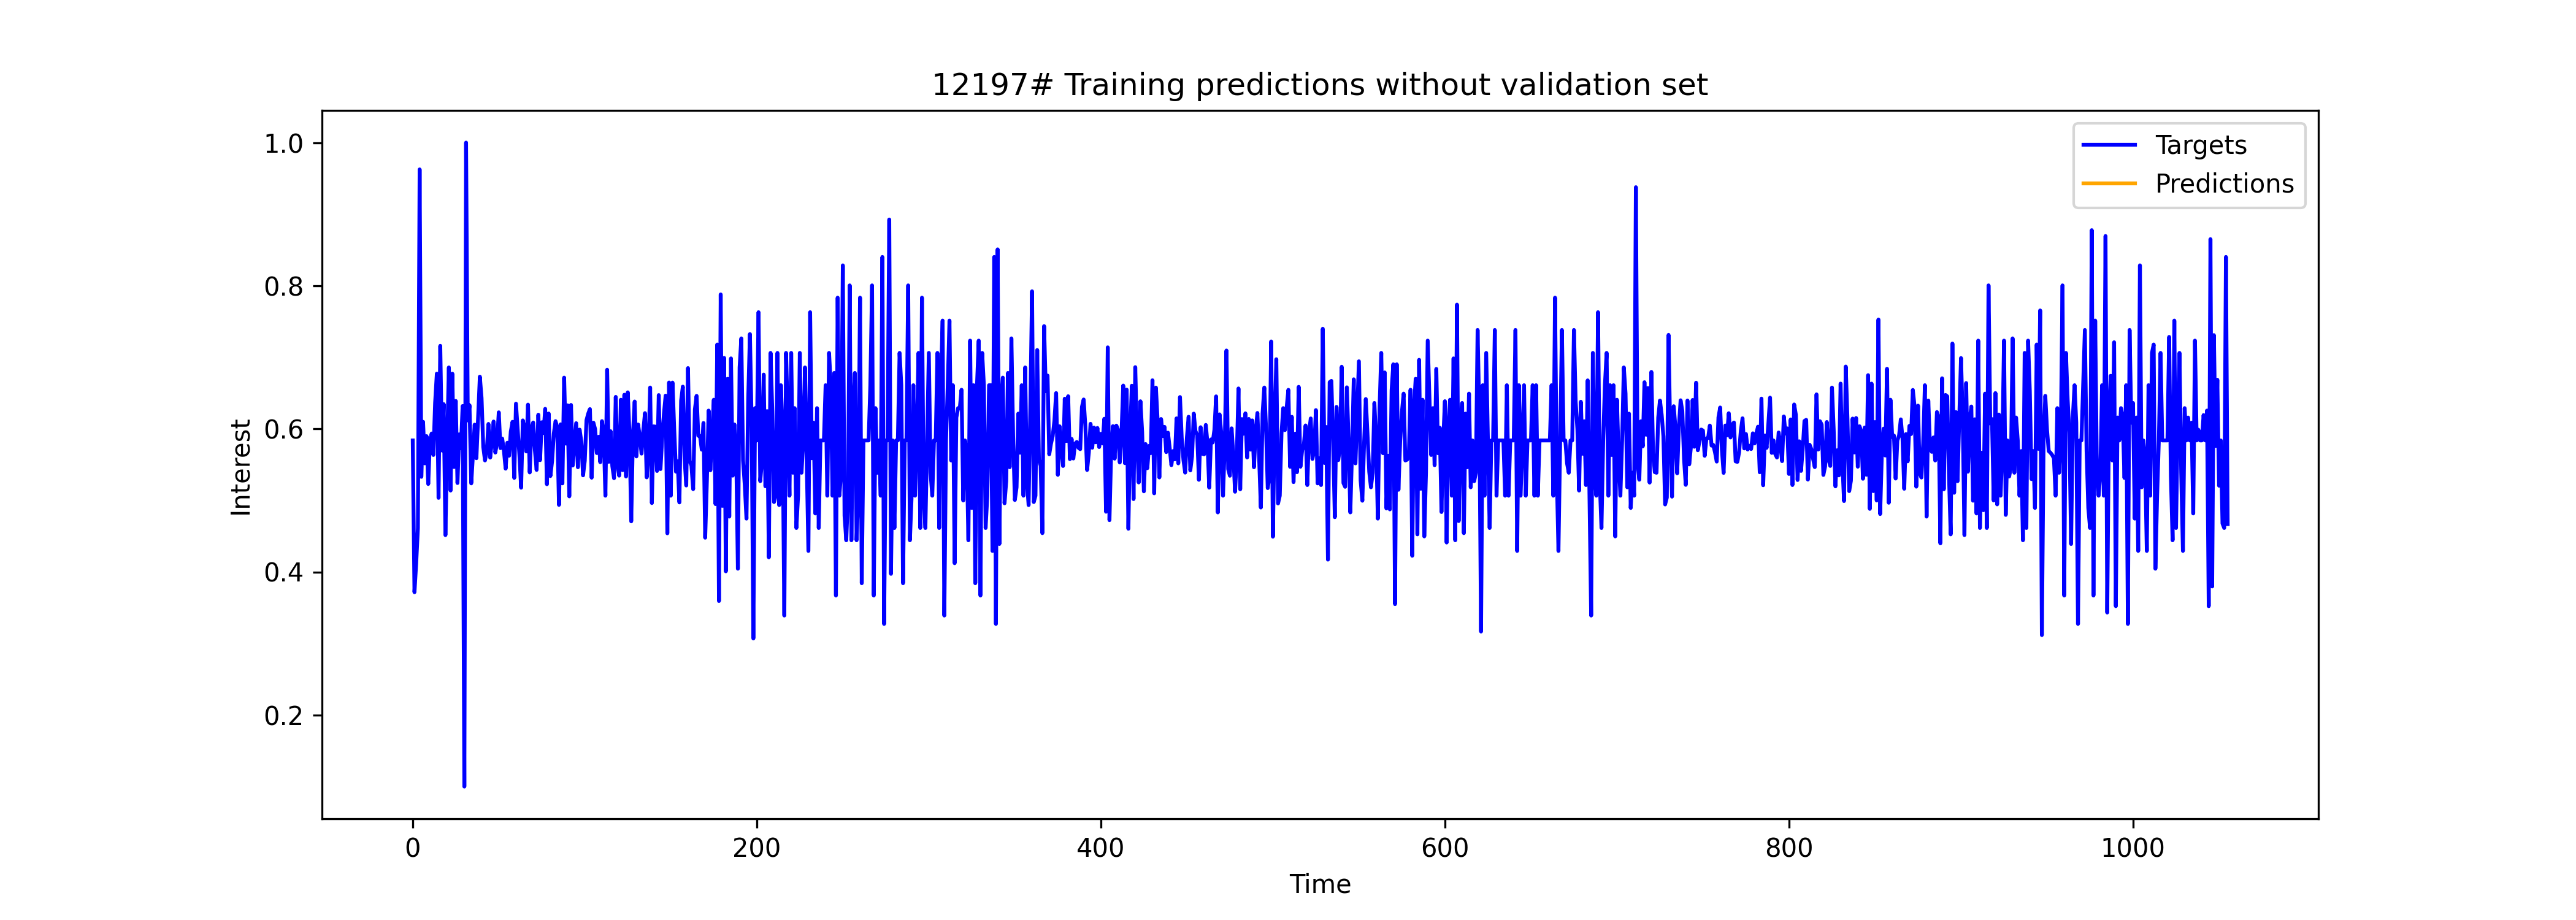 12197# Training predictions without validation set
Targets
Predictions
1.0
0.8
0.6
0.4
0.2
Interest
0
200
400
600
800
1000
Time